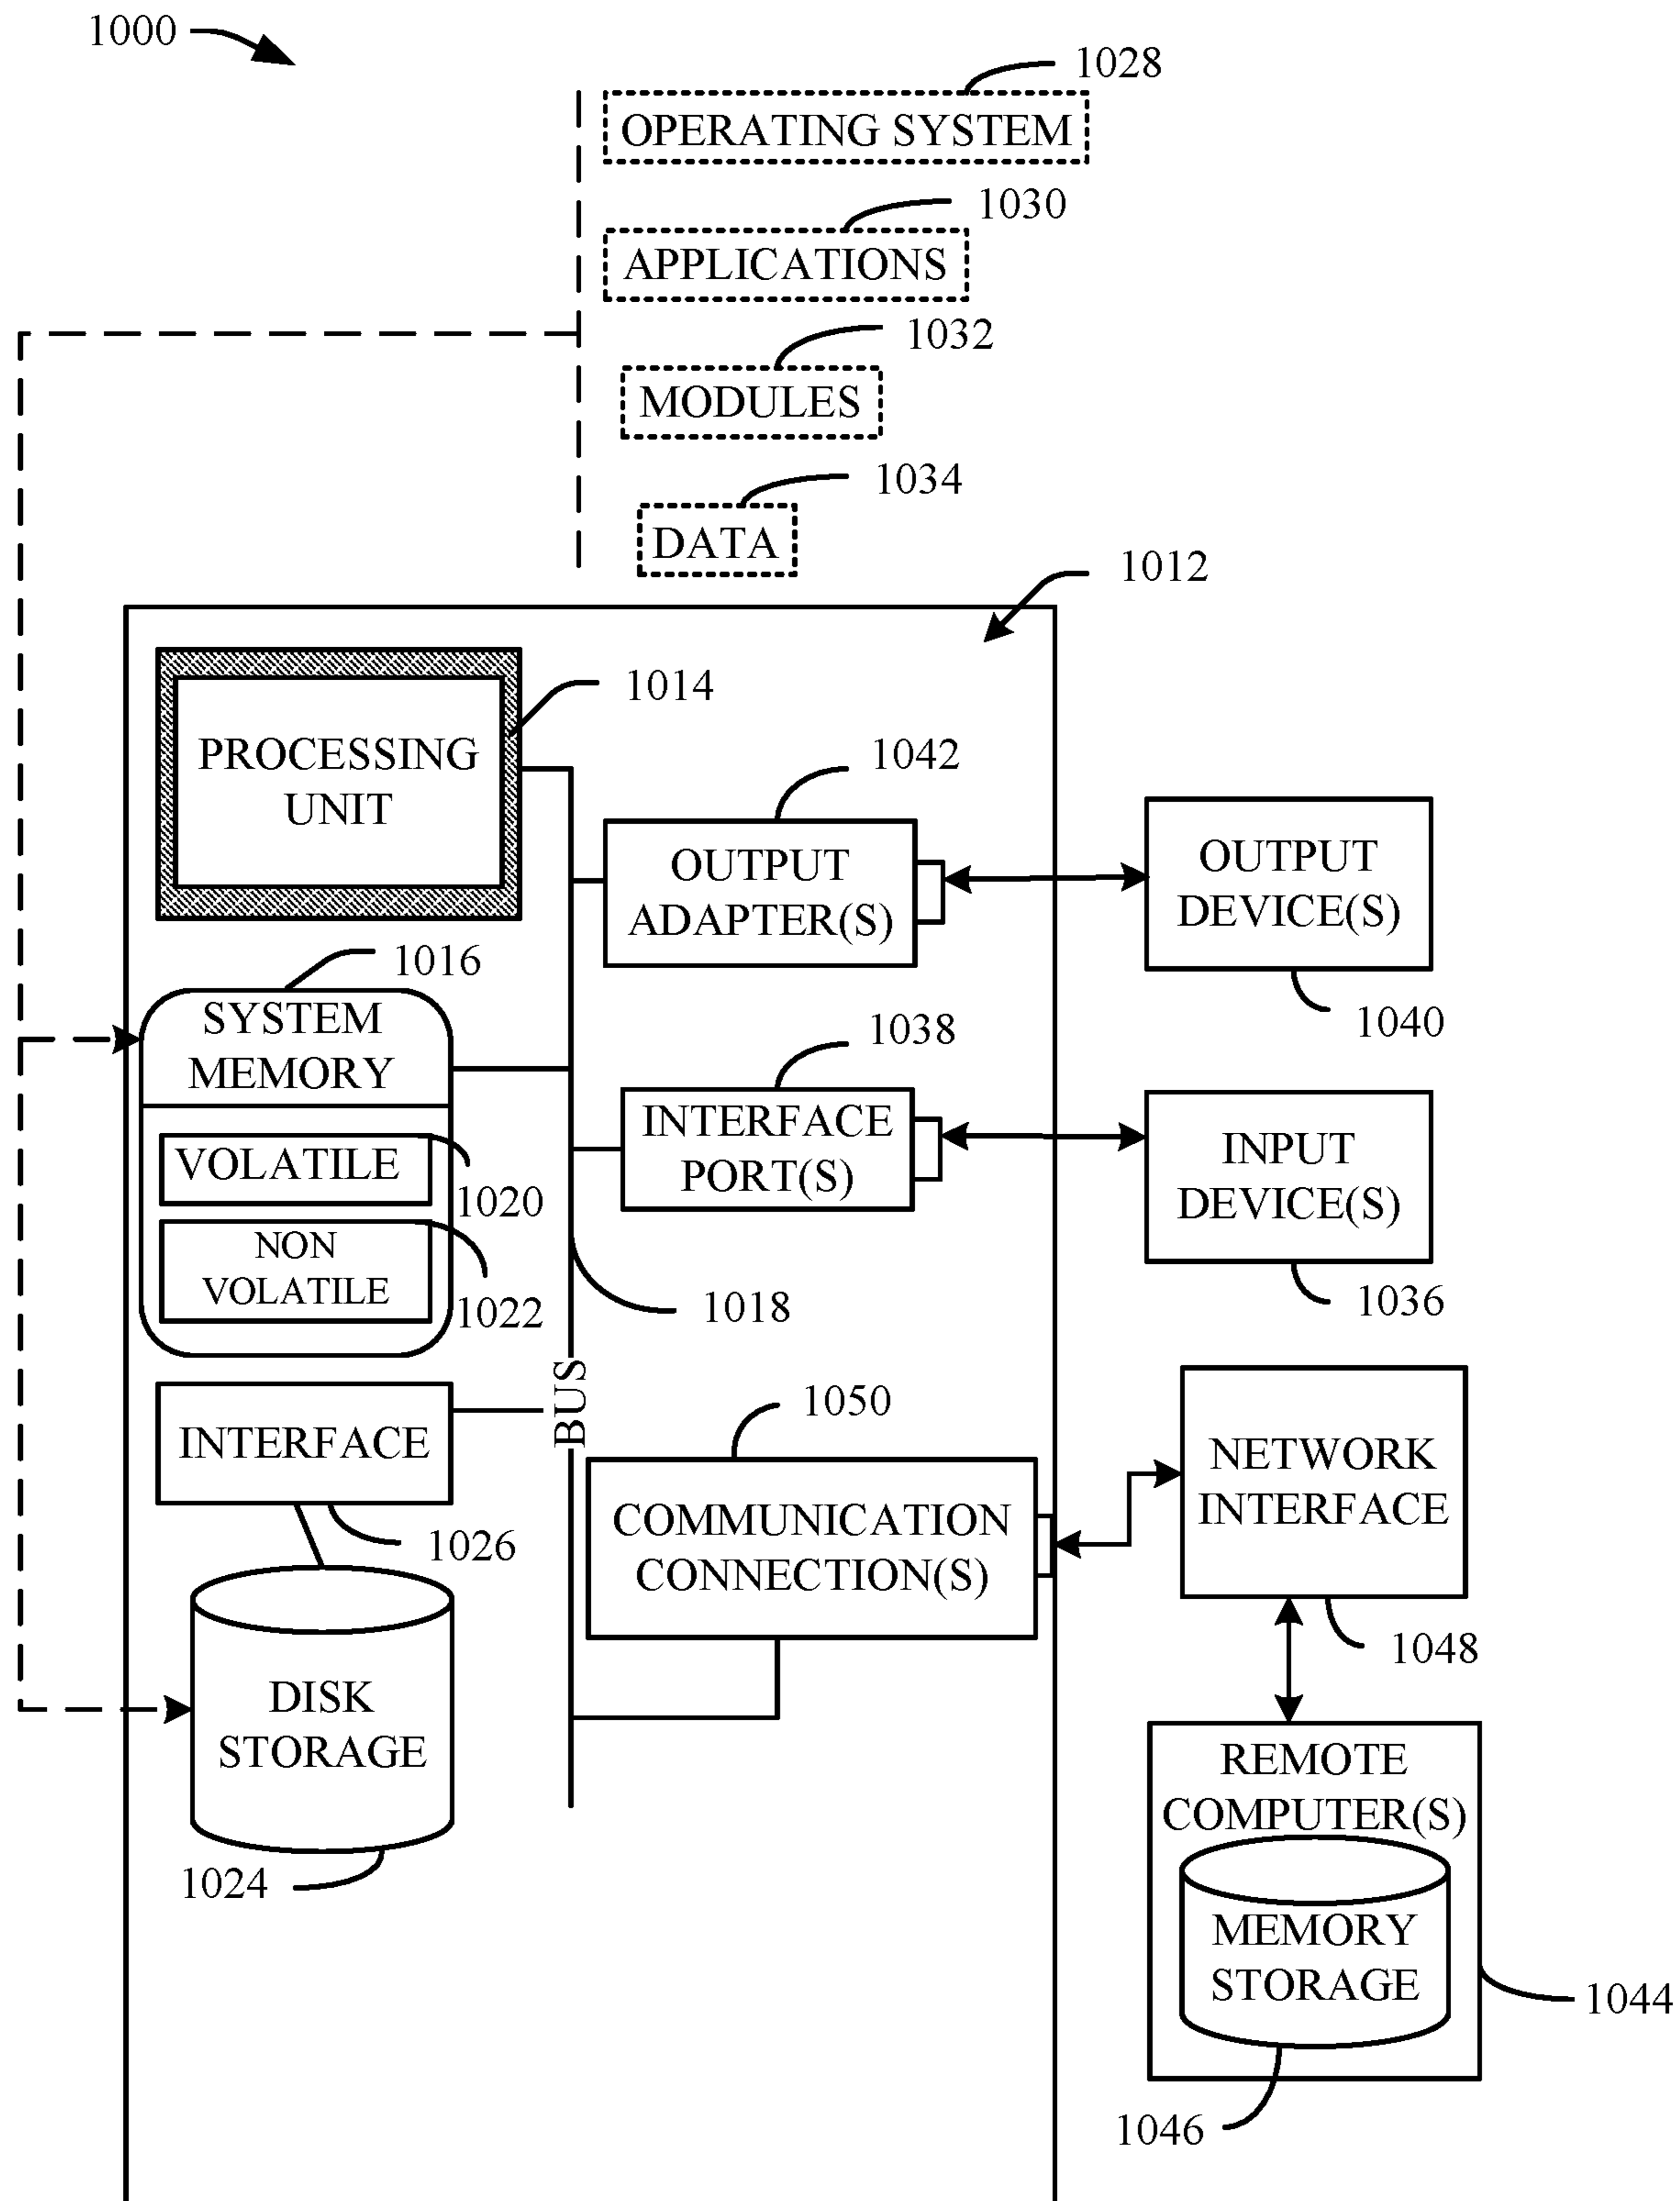 1000
1028
OPERATING SYSTEM
1030
APPLICATIONS
1032
MODULES
1034
DATA
1012
1014
PROCESSING
UNIT
1042
OUTPUT
ADAPTER(S)
OUTPUT
DEVICE(S)
1040
1016
SYSTEM
MEMORY
VOLATILE
1020
NON
VOLATILE
1022
1038
INTERFACE
PORT(S)
INPUT
DEVICE(S)
1036
1018
BUS
INTERFACE
1026
1050
COMMUNICATION
CONNECTION(S)
NETWORK
INTERFACE
1048
DISK
STORAGE
1024
REMOTE
COMPUTER(S)
MEMORY
STORAGE
1044
1046